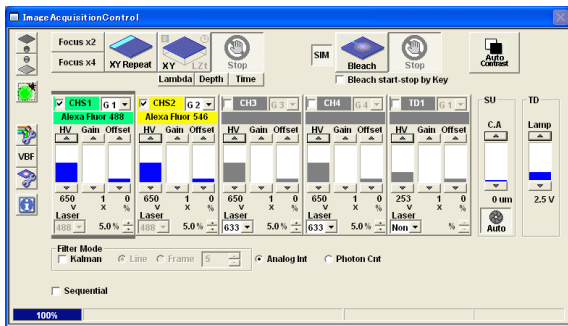 ImageAcquisitionControl
Focus x2
Focus x4
XY Repeat
XY
LZt
Stop
Lambda Depth Time
SIM
Bleach
Stop
Bleach start-stop by Key
Auto
Contrast
VBF
CHS1 G 1
Alexa Fluor 488
HV Gain Offset
650 1 0
V X %
Laser
488 5.0 %
CHS2 G 2
Alexa Fluor 546
HV Gain Offset
650 1 0
V X %
Laser
488 5.0 %
CH3 G 3
HV Gain Offset
650 1 0
V X %
Laser
633 5.0 %
CH4 G 4
HV Gain Offset
650 1 0
V X %
Laser
633 5.0 %
TD1 G 1
HV Gain Offset
253 1 0
V X %
Laser
Non %
SU
C.A
0 um
Auto
TD
Lamp
2.5 V
Filter Mode
Kalman Line Frame 5
Analog Int Photon Cnt
Sequential
100%